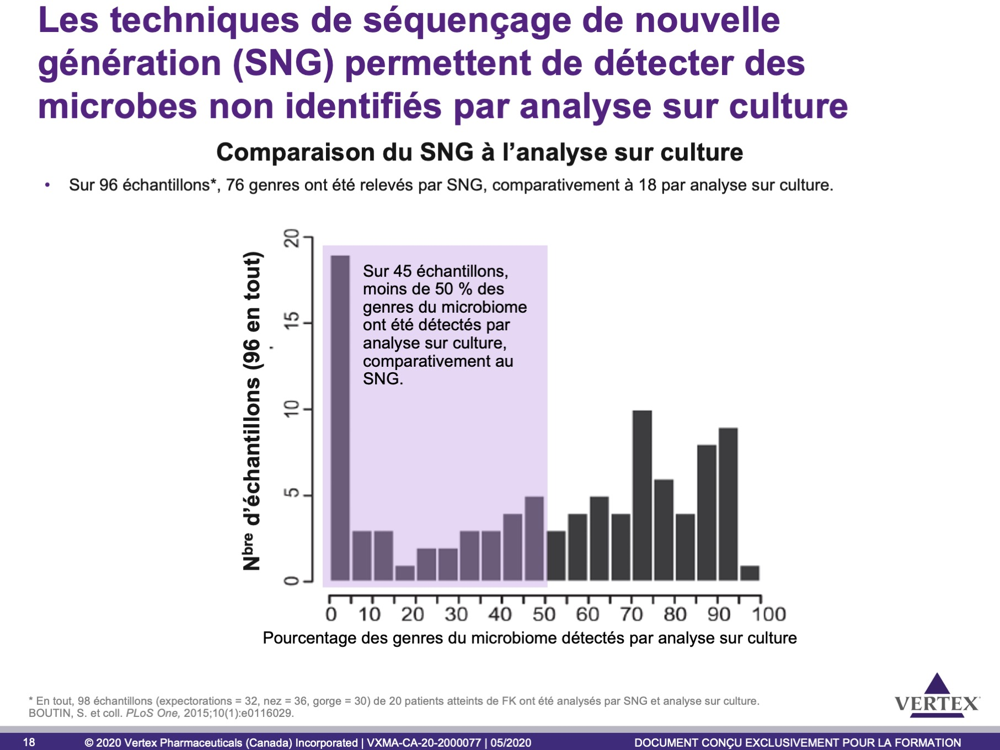 Les techniques de séquençage de nouvelle
génération (SNG) permettent de détecter des
microbes non identifiés par analyse sur culture
Comparaison du SNG à l’analyse sur culture
• Sur 96 échantillons*, 76 genres ont été relevés par SNG, comparativement à 18 par analyse sur culture.
Nbre d’échantillons (96 en tout)
20
15
10
5
0
Sur 45 échantillons,
moins de 50 % des
genres du microbiome
ont été détectés par
analyse sur culture,
comparativement au
SNG.
0 10 20 30 40 50 60 70 80 90 100
Pourcentage des genres du microbiome détectés par analyse sur culture
* En tout, 98 échantillons (expectorations = 32, nez = 36, gorge = 30) de 20 patients atteints de FK ont été analysés par SNG et analyse sur culture.
BOUTIN, S. et coll. PLoS One, 2015;10(1):e0116029.
VERTEX
18 © 2020 Vertex Pharmaceuticals (Canada) Incorporated | VXMA-CA-20-2000077 | 05/2020 DOCUMENT CONÇU EXCLUSIVEMENT POUR LA FORMATION